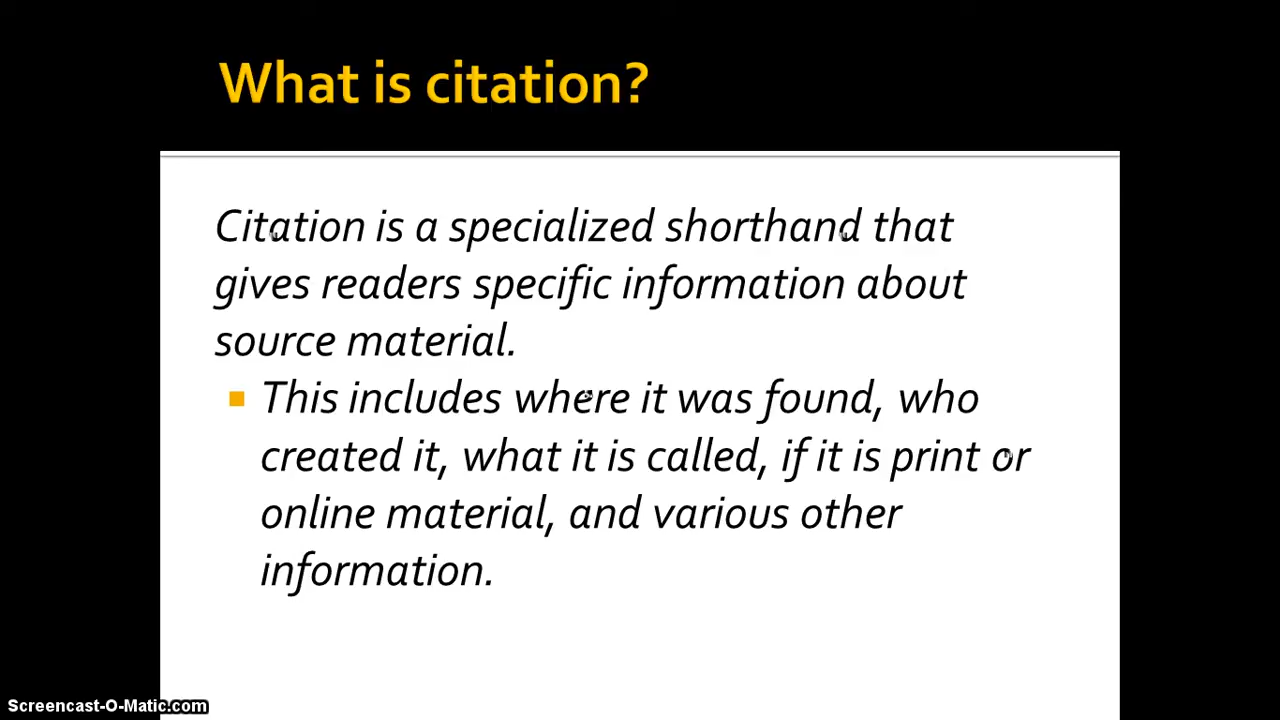 What is citation?
Citation is a specialized shorthand that
gives readers specific information about
source material.
This includes where it was found, who
created it, what it is called, if it is print or
online material, and various other
information.
Screencast-O-Matic.com